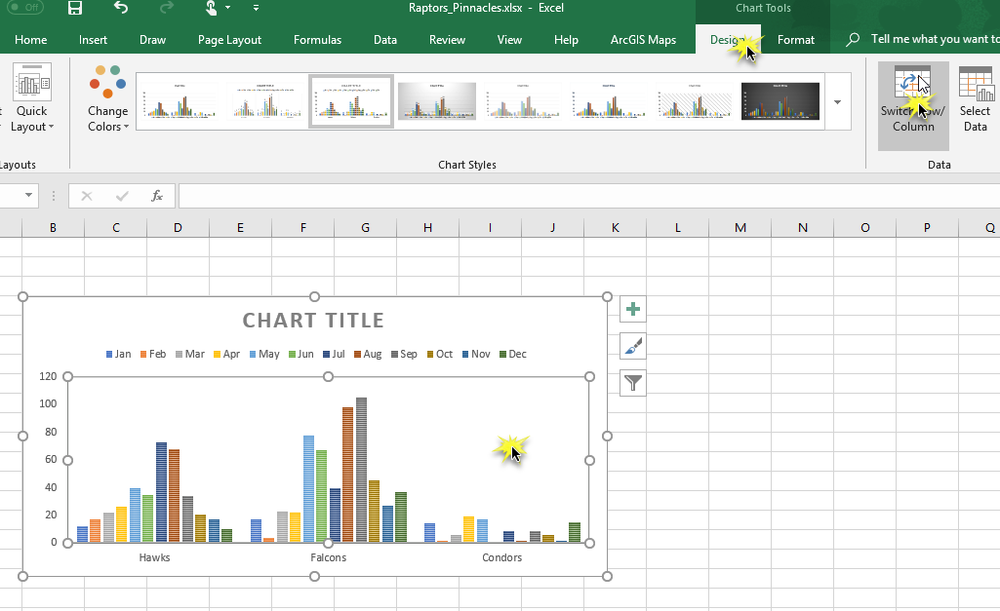 Off
Raptors_Pinnacles.xlsx - Excel
Chart Tools
Home Insert Draw Page Layout Formulas Data Review View Help ArcGIS Maps Design Format Tell me what you want to
Quick
Layout
Change
Colors
Switch Row/
Column
Select
Data
Layouts
Chart Styles
Data
fx
B C D E F G H I J K L M N O P Q
CHART TITLE
Jan Feb Mar Apr May Jun Jul Aug Sep Oct Nov Dec
120
100
80
60
40
20
0
Hawks Falcons Condors